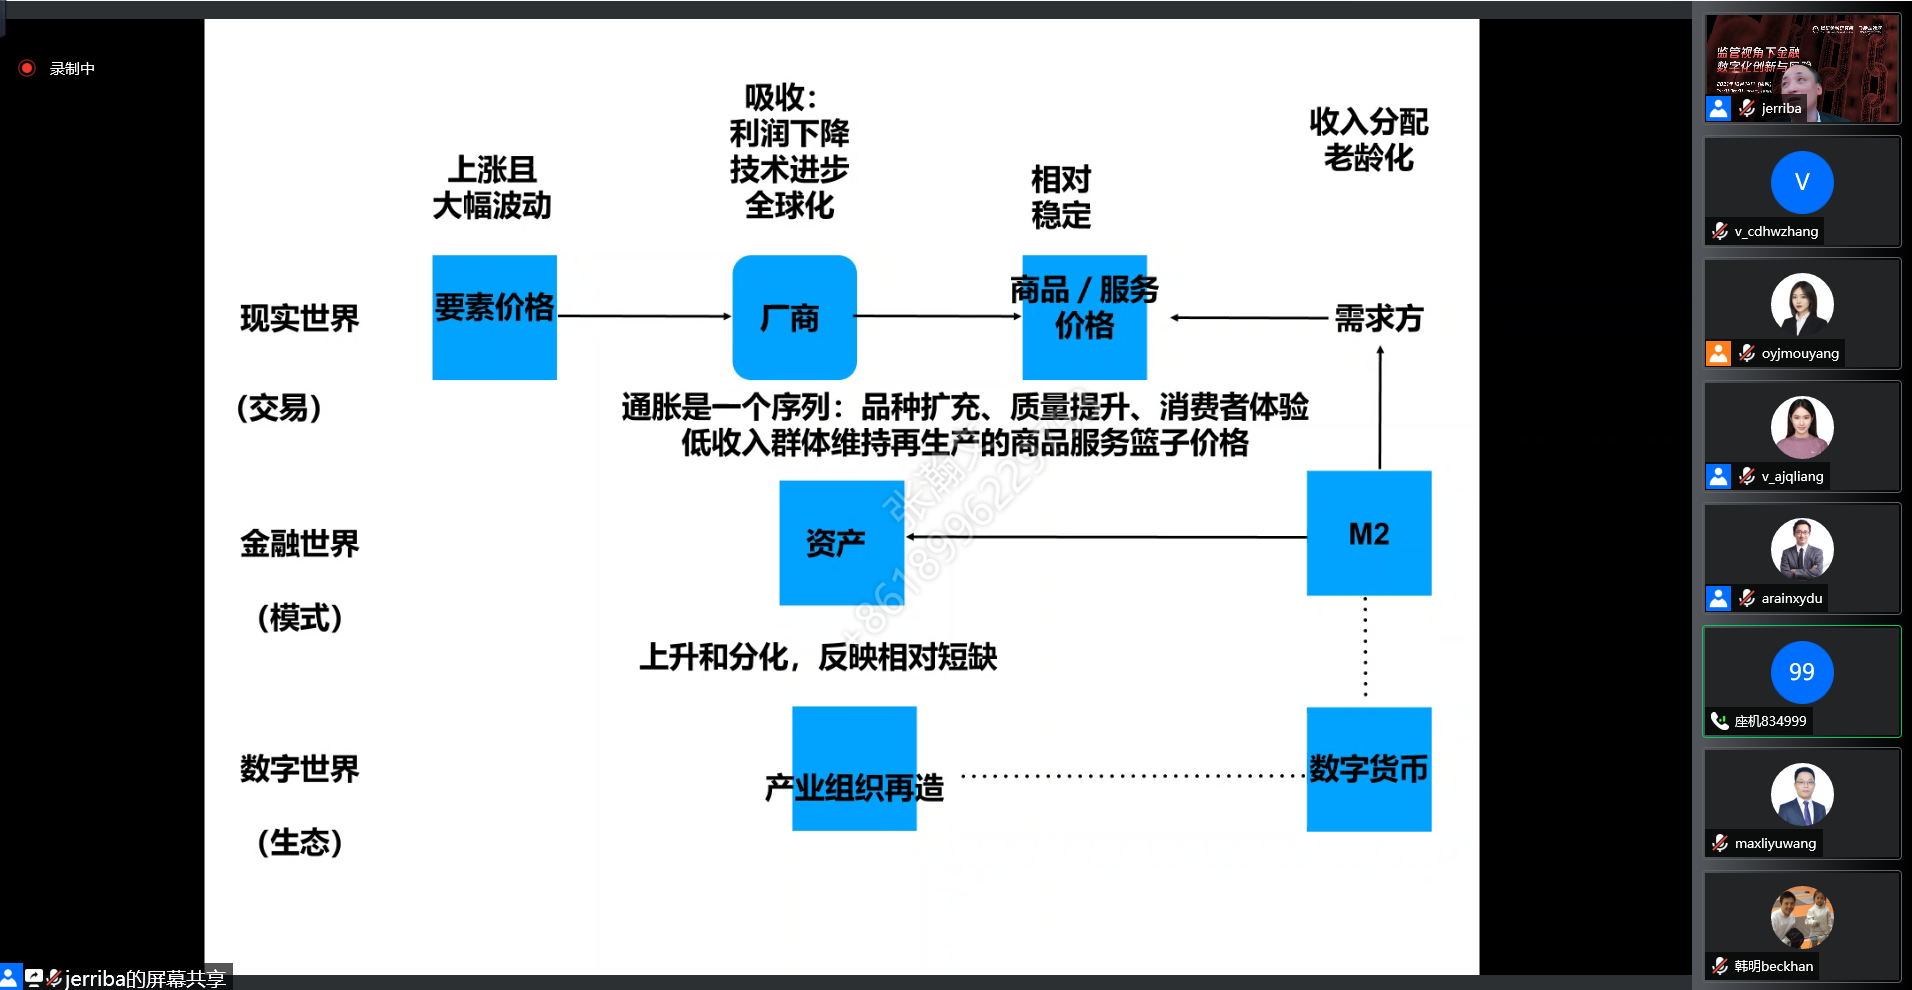 录制中
吸收：
利润下降
技术进步
全球化
上涨且
大幅波动
相对
稳定
收入分配
老龄化
现实世界
要素价格
厂商
商品 / 服务
价格
需求方
(交易)
通胀是一个序列：品种扩充、质量提升、消费者体验
低收入群体维持再生产的商品服务篮子价格
金融世界
资产
M2
(模式)
上升和分化，反映相对短缺
数字世界
产业组织再造
数字货币
(生态)
jerriba的屏幕共享
监管视角下金融
数字化创新与风险
jerriba
V
v_cdhwzhang
oyjmouyang
v_ajqliang
arainxydu
99
座机834999
maxliyuwang
韩明beckhan